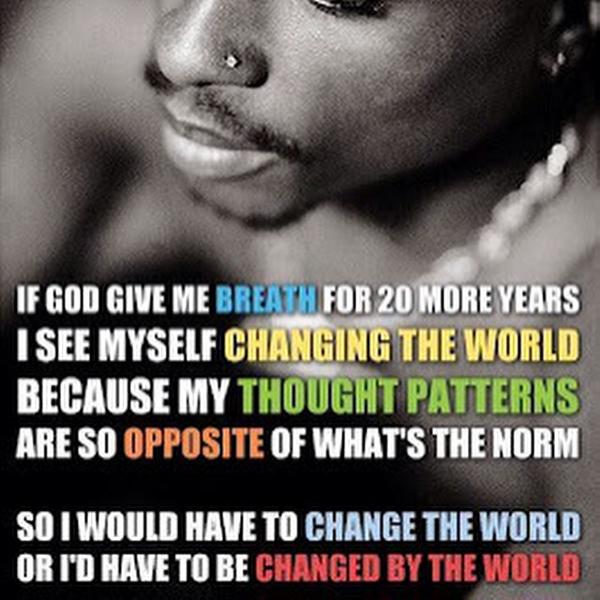 IF GOD GIVE ME BREATH FOR 20 MORE YEARS
I SEE MYSELF CHANGING THE WORLD
BECAUSE MY THOUGHT PATTERNS
ARE SO OPPOSITE OF WHAT'S THE NORM
SO I WOULD HAVE TO CHANGE THE WORLD
OR I'D HAVE TO BE CHANGED BY THE WORLD